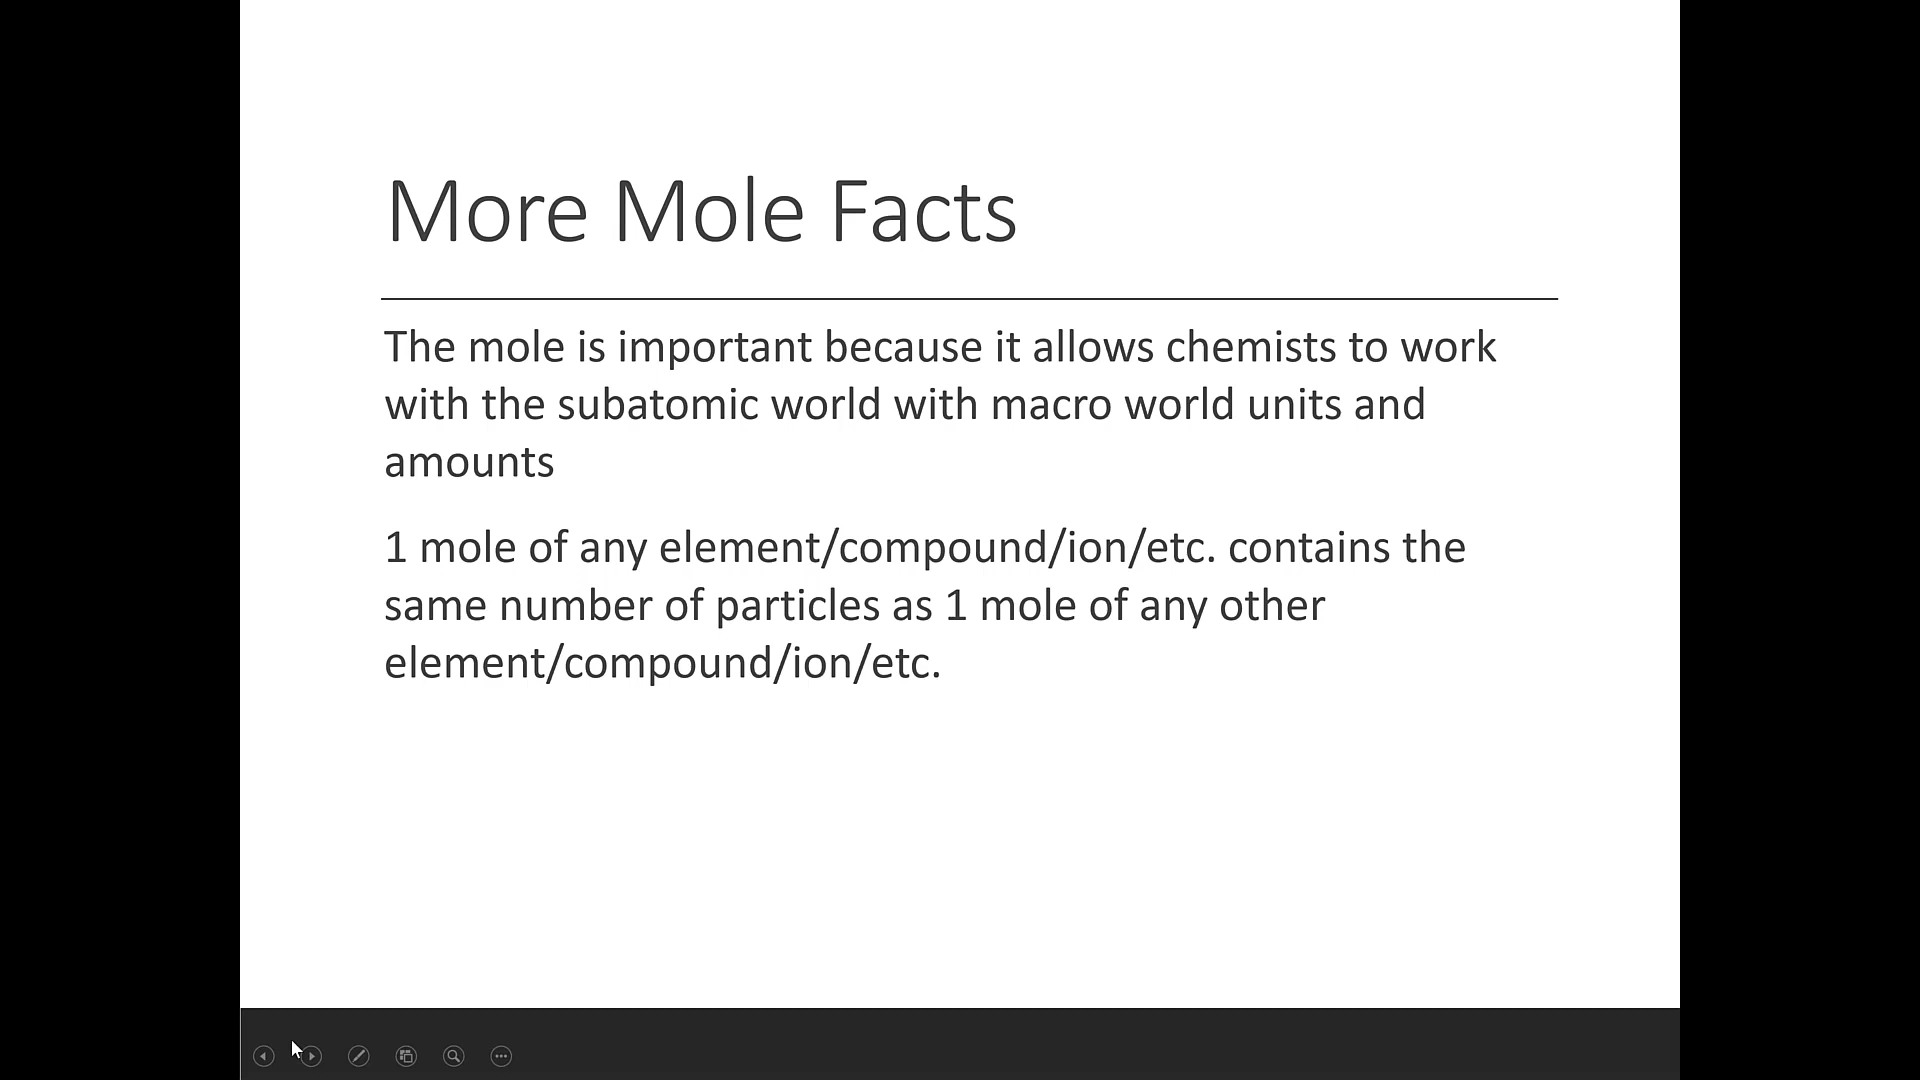 More Mole Facts
The mole is important because it allows chemists to work
with the subatomic world with macro world units and
amounts
1 mole of any element/compound/ion/etc. contains the
same number of particles as 1 mole of any other
element/compound/ion/etc.